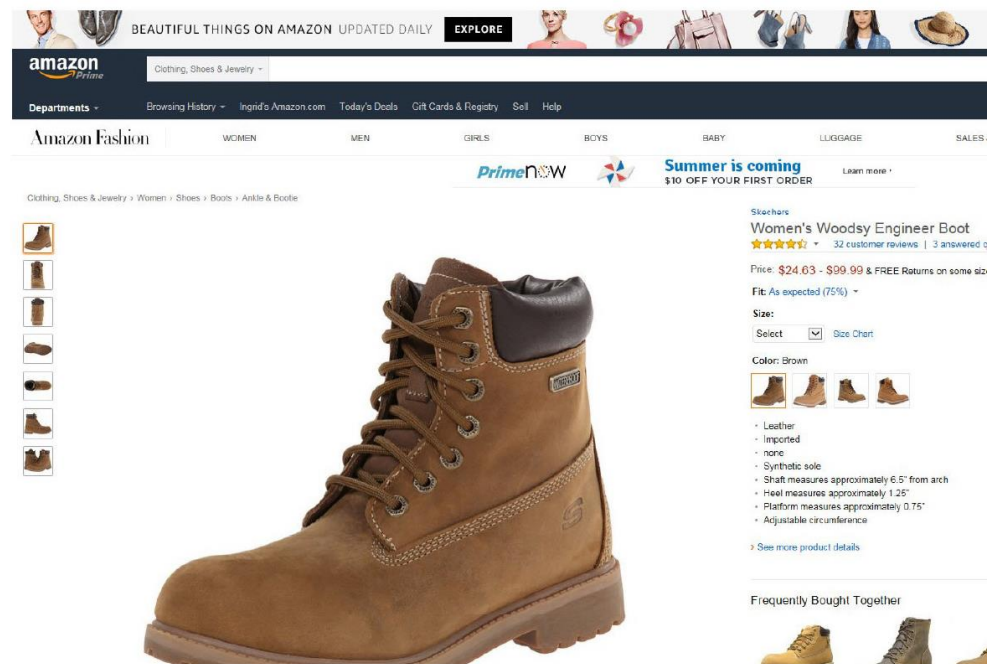 BEAUTIFUL THINGS ON AMAZON UPDATED DAILY EXPLORE
amazon
Prime
Clothing, Shoes & Jewelry
Departments Browsing History Ingrid's Amazon.com Today's Deals Gift Cards & Registry Sell Help
Amazon Fashion WOMEN MEN GIRLS BOYS BABY LUGGAGE SALES
PrimenOW Summer is coming
$10 OFF YOUR FIRST ORDER Learn more ›
Clothing, Shoes & Jewelry › Women › Shoes › Boots › Ankle & Bootie
Skechers
Women's Woodsy Engineer Boot
32 customer reviews | 3 answered
Price: $24.63 - $99.99 & FREE Returns on some
Fit: As expected (75%)
Size:
Select Size Chart
Color: Brown
• Leather
• Imported
• none
• Synthetic sole
• Shaft measures approximately 6.5" from arch
• Heel measures approximately 1.25"
• Platform measures approximately 0.75"
• Adjustable circumference
› See more product details
Frequently Bought Together
S